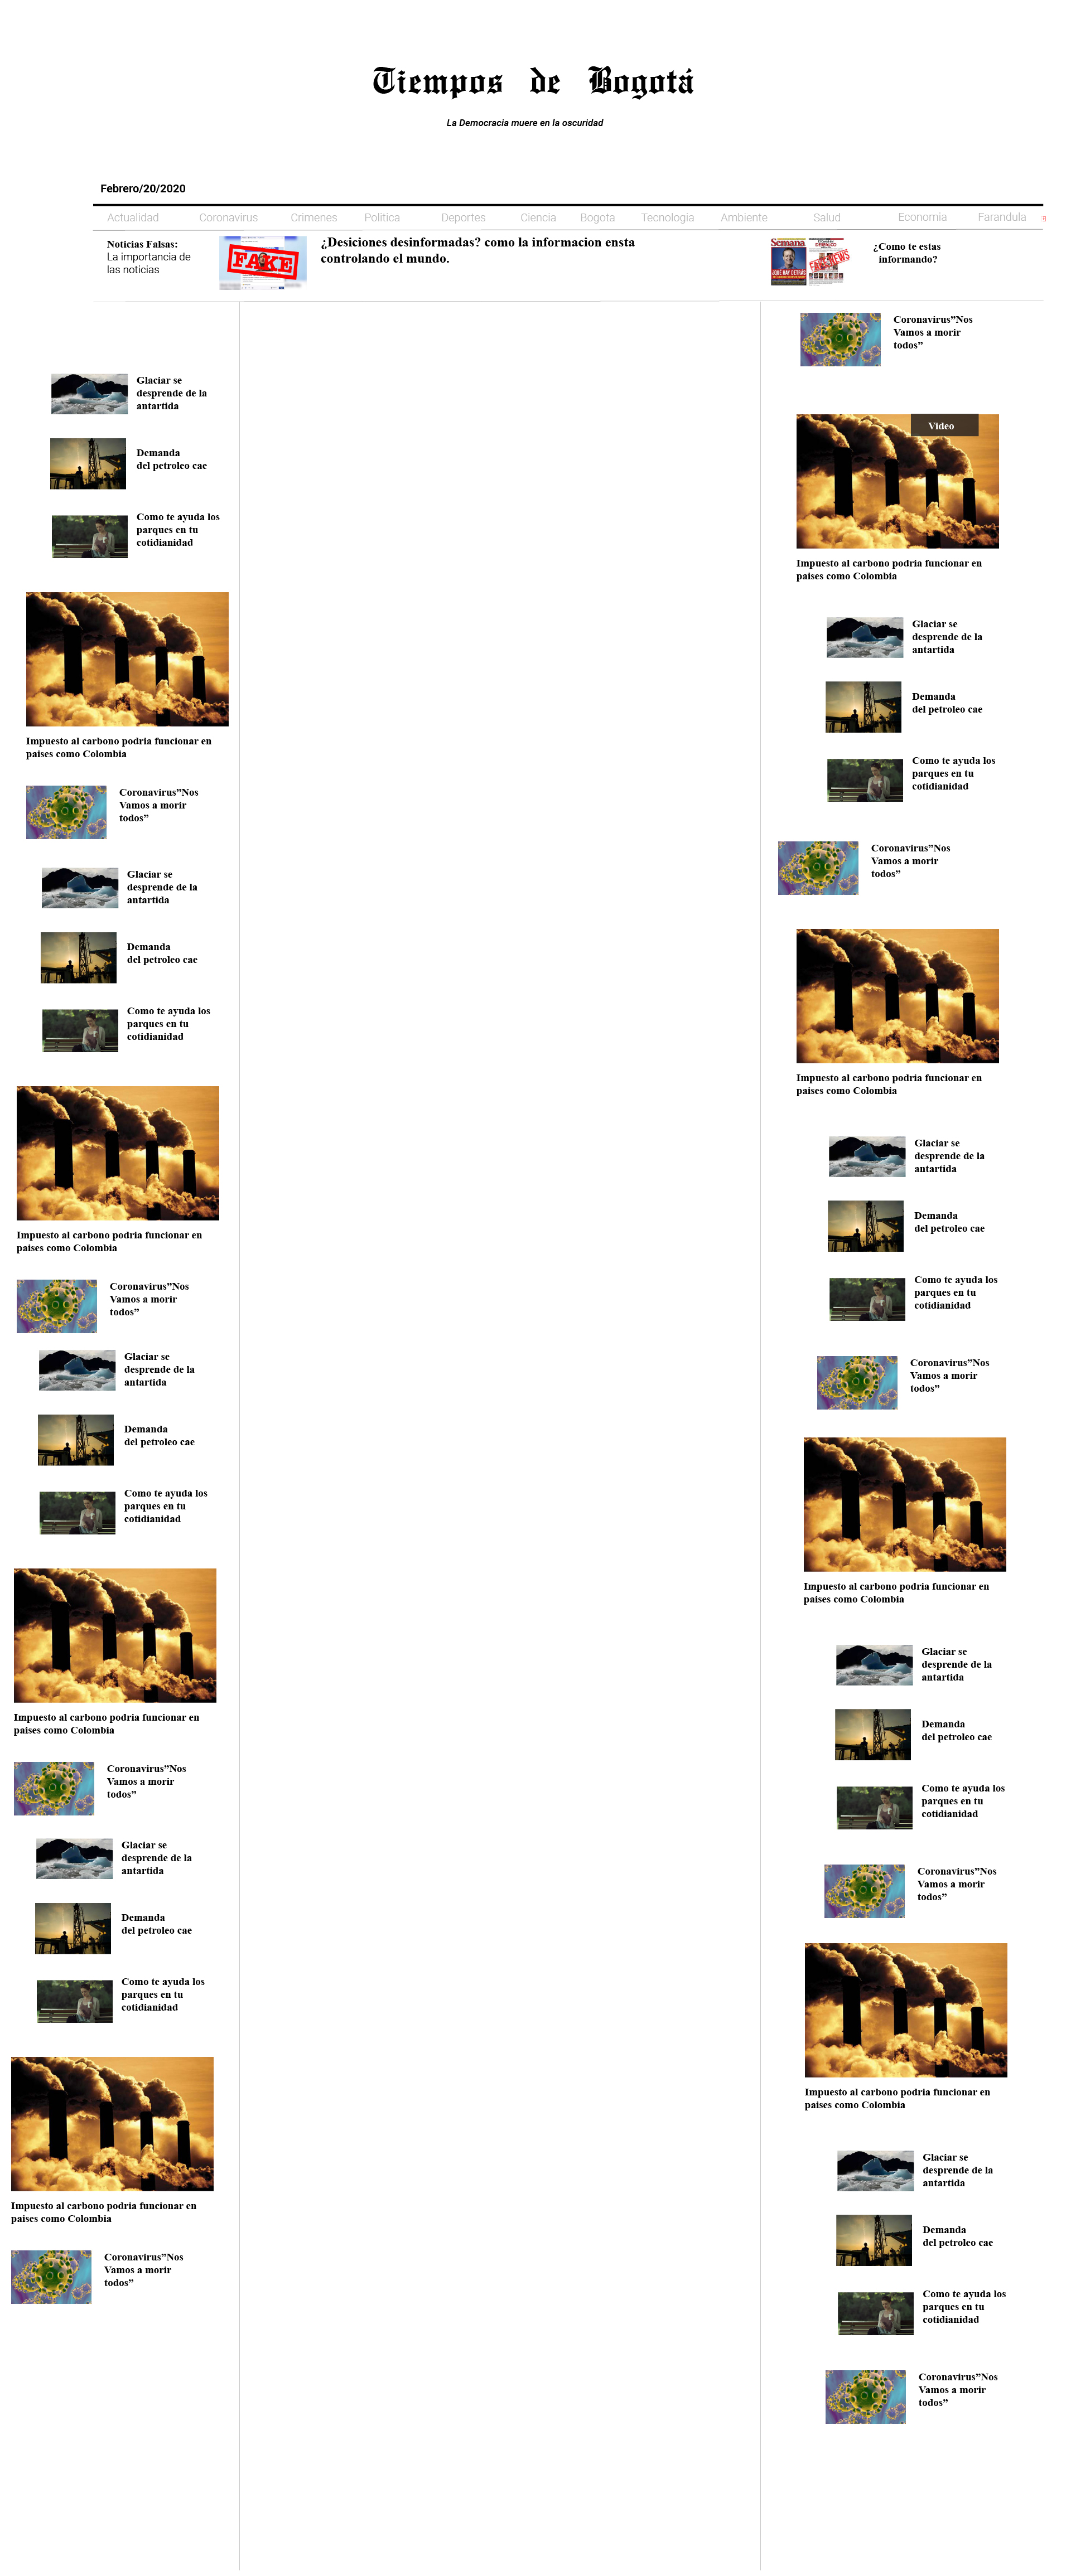 Tiempos de Bogotá
La Democracia muere en la oscuridad
Febrero/20/2020
Actualidad Coronavirus Crimenes Política Deportes Ciencia Bogota Tecnologia Ambiente Salud Economia Farandula
Noticias Falsas:
La importancia de
las noticias
FAKE
¿Desiciones desinformadas? como la informacion ensta
controlando el mundo.
Semana
¿QUÉ HAY DETRÁS
FAKE NEWS
¿Como te estas
informando?
Glaciar se
desprende de la
antartida
Demanda
del petroleo cae
Como te ayuda los
parques en tu
cotidianidad
Impuesto al carbono podria funcionar en
paises como Colombia
Coronavirus”Nos
Vamos a morir
todos”
Glaciar se
desprende de la
antartida
Demanda
del petroleo cae
Como te ayuda los
parques en tu
cotidianidad
Impuesto al carbono podria funcionar en
paises como Colombia
Coronavirus”Nos
Vamos a morir
todos”
Glaciar se
desprende de la
antartida
Demanda
del petroleo cae
Como te ayuda los
parques en tu
cotidianidad
Impuesto al carbono podria funcionar en
paises como Colombia
Coronavirus”Nos
Vamos a morir
todos”
Glaciar se
desprende de la
antartida
Demanda
del petroleo cae
Como te ayuda los
parques en tu
cotidianidad
Impuesto al carbono podria funcionar en
paises como Colombia
Coronavirus”Nos
Vamos a morir
todos”
Coronavirus”Nos
Vamos a morir
todos”
Video
Impuesto al carbono podria funcionar en
paises como Colombia
Glaciar se
desprende de la
antartida
Demanda
del petroleo cae
Como te ayuda los
parques en tu
cotidianidad
Coronavirus”Nos
Vamos a morir
todos”
Impuesto al carbono podria funcionar en
paises como Colombia
Glaciar se
desprende de la
antartida
Demanda
del petroleo cae
Como te ayuda los
parques en tu
cotidianidad
Coronavirus”Nos
Vamos a morir
todos”
Impuesto al carbono podria funcionar en
paises como Colombia
Glaciar se
desprende de la
antartida
Demanda
del petroleo cae
Como te ayuda los
parques en tu
cotidianidad
Coronavirus”Nos
Vamos a morir
todos”
Impuesto al carbono podria funcionar en
paises como Colombia
Glaciar se
desprende de la
antartida
Demanda
del petroleo cae
Como te ayuda los
parques en tu
cotidianidad
Coronavirus”Nos
Vamos a morir
todos”